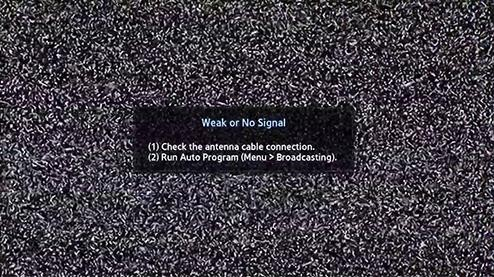 Weak or No Signal
(1) Check the antenna cable connection.
(2) Run Auto Program (Menu > Broadcasting).